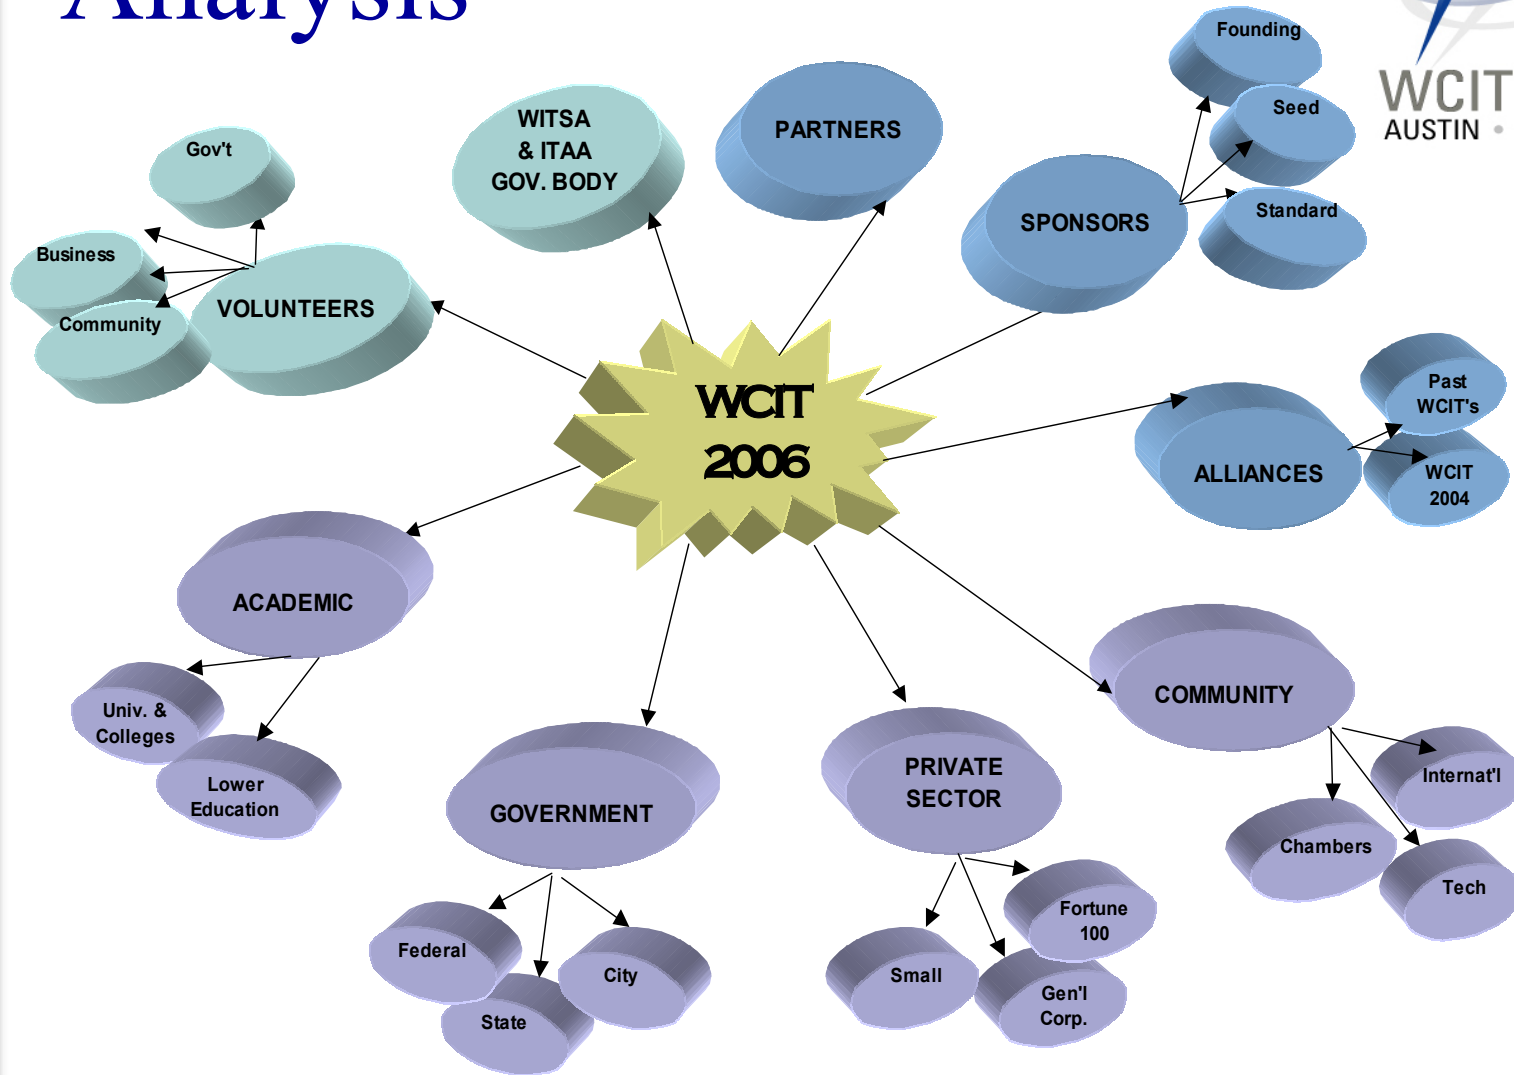 Analysis
WCIT
AUSTIN
Founding
Seed
Standard
SPONSORS
PARTNERS
WITSA
& ITAA
GOV. BODY
Gov't
Business
Community
VOLUNTEERS
WCIT
2006
Past
WCIT's
WCIT
2004
ALLIANCES
ACADEMIC
Univ. &
Colleges
Lower
Education
GOVERNMENT
Federal
State
City
PRIVATE
SECTOR
Fortune
100
Small
Gen'l
Corp.
COMMUNITY
Internat'l
Chambers
Tech